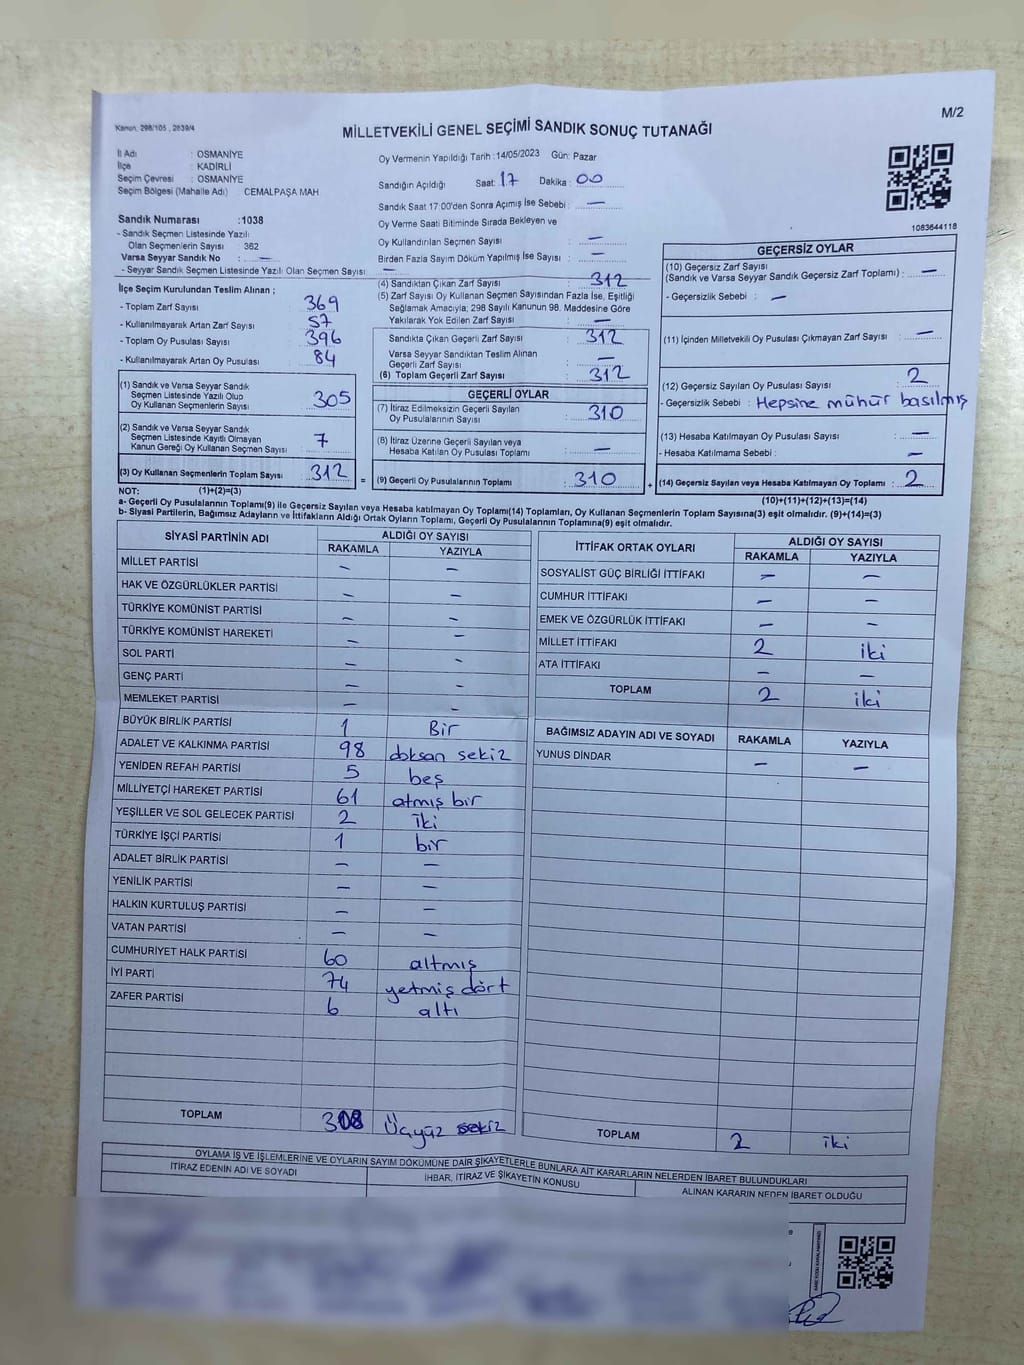 Kanun: 298/105, 2839/4
M/2
MİLLETVEKİLİ GENEL SEÇİMİ SANDIK SONUÇ TUTANAĞI
İl Adı : OSMANİYE
İlçe : KADİRLİ
Seçim Çevresi : OSMANİYE
Seçim Bölgesi (Mahalle Adı) CEMALPAŞA MAH
Oy Vermenin Yapıldığı Tarih :14/05/2023 Gün: Pazar
Sandığın Açıldığı Saat: 17 Dakika : 00
Sandık Saat 17:00'den Sonra Açılmış İse Sebebi : —
Oy Verme Saati Bitiminde Sırada Bekleyen ve
Oy Kullandırılan Seçmen Sayısı : —
Birden Fazla Sayım Döküm Yapılmış İse Sayısı : —
1083644118
Sandık Numarası :1038
- Sandık Seçmen Listesinde Yazılı
Olan Seçmenlerin Sayısı : 362
Varsa Seyyar Sandık No : —
- Seyyar Sandık Seçmen Listesinde Yazılı Olan Seçmen Sayısı : —
İlçe Seçim Kurulundan Teslim Alınan ;
- Toplam Zarf Sayısı 369
- Kullanılmayarak Artan Zarf Sayısı : 57
- Toplam Oy Pusulası Sayısı : 396
- Kullanılmayarak Artan Oy Pusulası : 84
(1) Sandık ve Varsa Seyyar Sandık
Seçmen Listesinde Yazılı Olup
Oy Kullanan Seçmenlerin Sayısı : 305
(2) Sandık ve Varsa Seyyar Sandık
Seçmen Listesinde Kayıtlı Olmayan
Kanun Gereği Oy Kullanan Seçmen Sayısı : 7
(3) Oy Kullanan Seçmenlerin Toplam Sayısı : 312
(4) Sandıktan Çıkan Zarf Sayısı : 312
(5) Zarf Sayısı Oy Kullanan Seçmen Sayısından Fazla İse, Eşitliği
Sağlamak Amacıyla; 298 Sayılı Kanunun 98. Maddesine Göre
Yakılarak Yok Edilen Zarf Sayısı : —
Sandıkta Çıkan Geçerli Zarf Sayısı : 312
Varsa Seyyar Sandıktan Teslim Alınan
Geçerli Zarf Sayısı : —
(6) Toplam Geçerli Zarf Sayısı : 312
GEÇERLİ OYLAR
(7) İtiraz Edilmeksizin Geçerli Sayılan
Oy Pusulalarının Sayısı : 310
(8) İtiraz Üzerine Geçerli Sayılan veya
Hesaba Katılan Oy Pusulası Toplamı : —
= (9) Geçerli Oy Pusulalarının Toplamı : 310
GEÇERSİZ OYLAR
(10) Geçersiz Zarf Sayısı
(Sandık ve Varsa Seyyar Sandık Geçersiz Zarf Toplamı) : —
- Geçersizlik Sebebi : —
(11) İçinden Milletvekili Oy Pusulası Çıkmayan Zarf Sayısı : —
(12) Geçersiz Sayılan Oy Pusulası Sayısı : 2
- Geçersizlik Sebebi : Hepsine mühür basılmış
(13) Hesaba Katılmayan Oy Pusulası Sayısı : —
- Hesaba Katılmama Sebebi : —
+ (14) Geçersiz Sayılan veya Hesaba Katılmayan Oy Toplamı : 2
NOT: (1)+(2)=(3)
(10)+(11)+(12)+(13)=(14)
a- Geçerli Oy Pusulalarının Toplamı(9) ile Geçersiz Sayılan veya Hesaba katılmayan Oy Toplamı(14) Toplamları, Oy Kullanan Seçmenlerin Toplam Sayısına(3) eşit olmalıdır. (9)+(14)=(3)
b- Siyasi Partilerin, Bağımsız Adayların ve İttifakların Aldığı Ortak Oyların Toplamı, Geçerli Oy Pusulalarının Toplamına(9) eşit olmalıdır.
SİYASİ PARTİNİN ADI ALDIĞI OY SAYISI
RAKAMLA YAZIYLA
MİLLET PARTİSİ — —
HAK VE ÖZGÜRLÜKLER PARTİSİ — —
TÜRKİYE KOMÜNİST PARTİSİ — —
TÜRKİYE KOMÜNİST HAREKETİ — —
SOL PARTİ — —
GENÇ PARTİ — —
MEMLEKET PARTİSİ — —
BÜYÜK BİRLİK PARTİSİ 1 Bir
ADALET VE KALKINMA PARTİSİ 98 doksan sekiz
YENİDEN REFAH PARTİSİ 5 beş
MİLLİYETÇİ HAREKET PARTİSİ 61 atmış bir
YEŞİLLER VE SOL GELECEK PARTİSİ 2 iki
TÜRKİYE İŞÇİ PARTİSİ 1 bir
ADALET BİRLİK PARTİSİ — —
YENİLİK PARTİSİ — —
HALKIN KURTULUŞ PARTİSİ — —
VATAN PARTİSİ — —
CUMHURİYET HALK PARTİSİ 60 altmış
İYİ PARTİ 74 yetmiş dört
ZAFER PARTİSİ 6 altı
TOPLAM 308 Üçyüz sekiz
İTTİFAK ORTAK OYLARI ALDIĞI OY SAYISI
RAKAMLA YAZIYLA
SOSYALİST GÜÇ BİRLİĞİ İTTİFAKI — —
CUMHUR İTTİFAKI — —
EMEK VE ÖZGÜRLÜK İTTİFAKI — —
MİLLET İTTİFAKI 2 iki
ATA İTTİFAKI — —
TOPLAM 2 iki
BAĞIMSIZ ADAYIN ADI VE SOYADI RAKAMLA YAZIYLA
YUNUS DİNDAR — —
TOPLAM 2 iki
OYLAMA İŞ VE İŞLEMLERİNE VE OYLARIN SAYIM DÖKÜMÜNE DAİR ŞİKAYETLERLE BUNLARA AİT KARARLARIN NELERDEN İBARET BULUNDUKLARI
İTİRAZ EDENİN ADI VE SOYADI İHBAR, İTİRAZ VE ŞİKAYETİN KONUSU ALINAN KARARIN NEDEN İBARET OLDUĞU